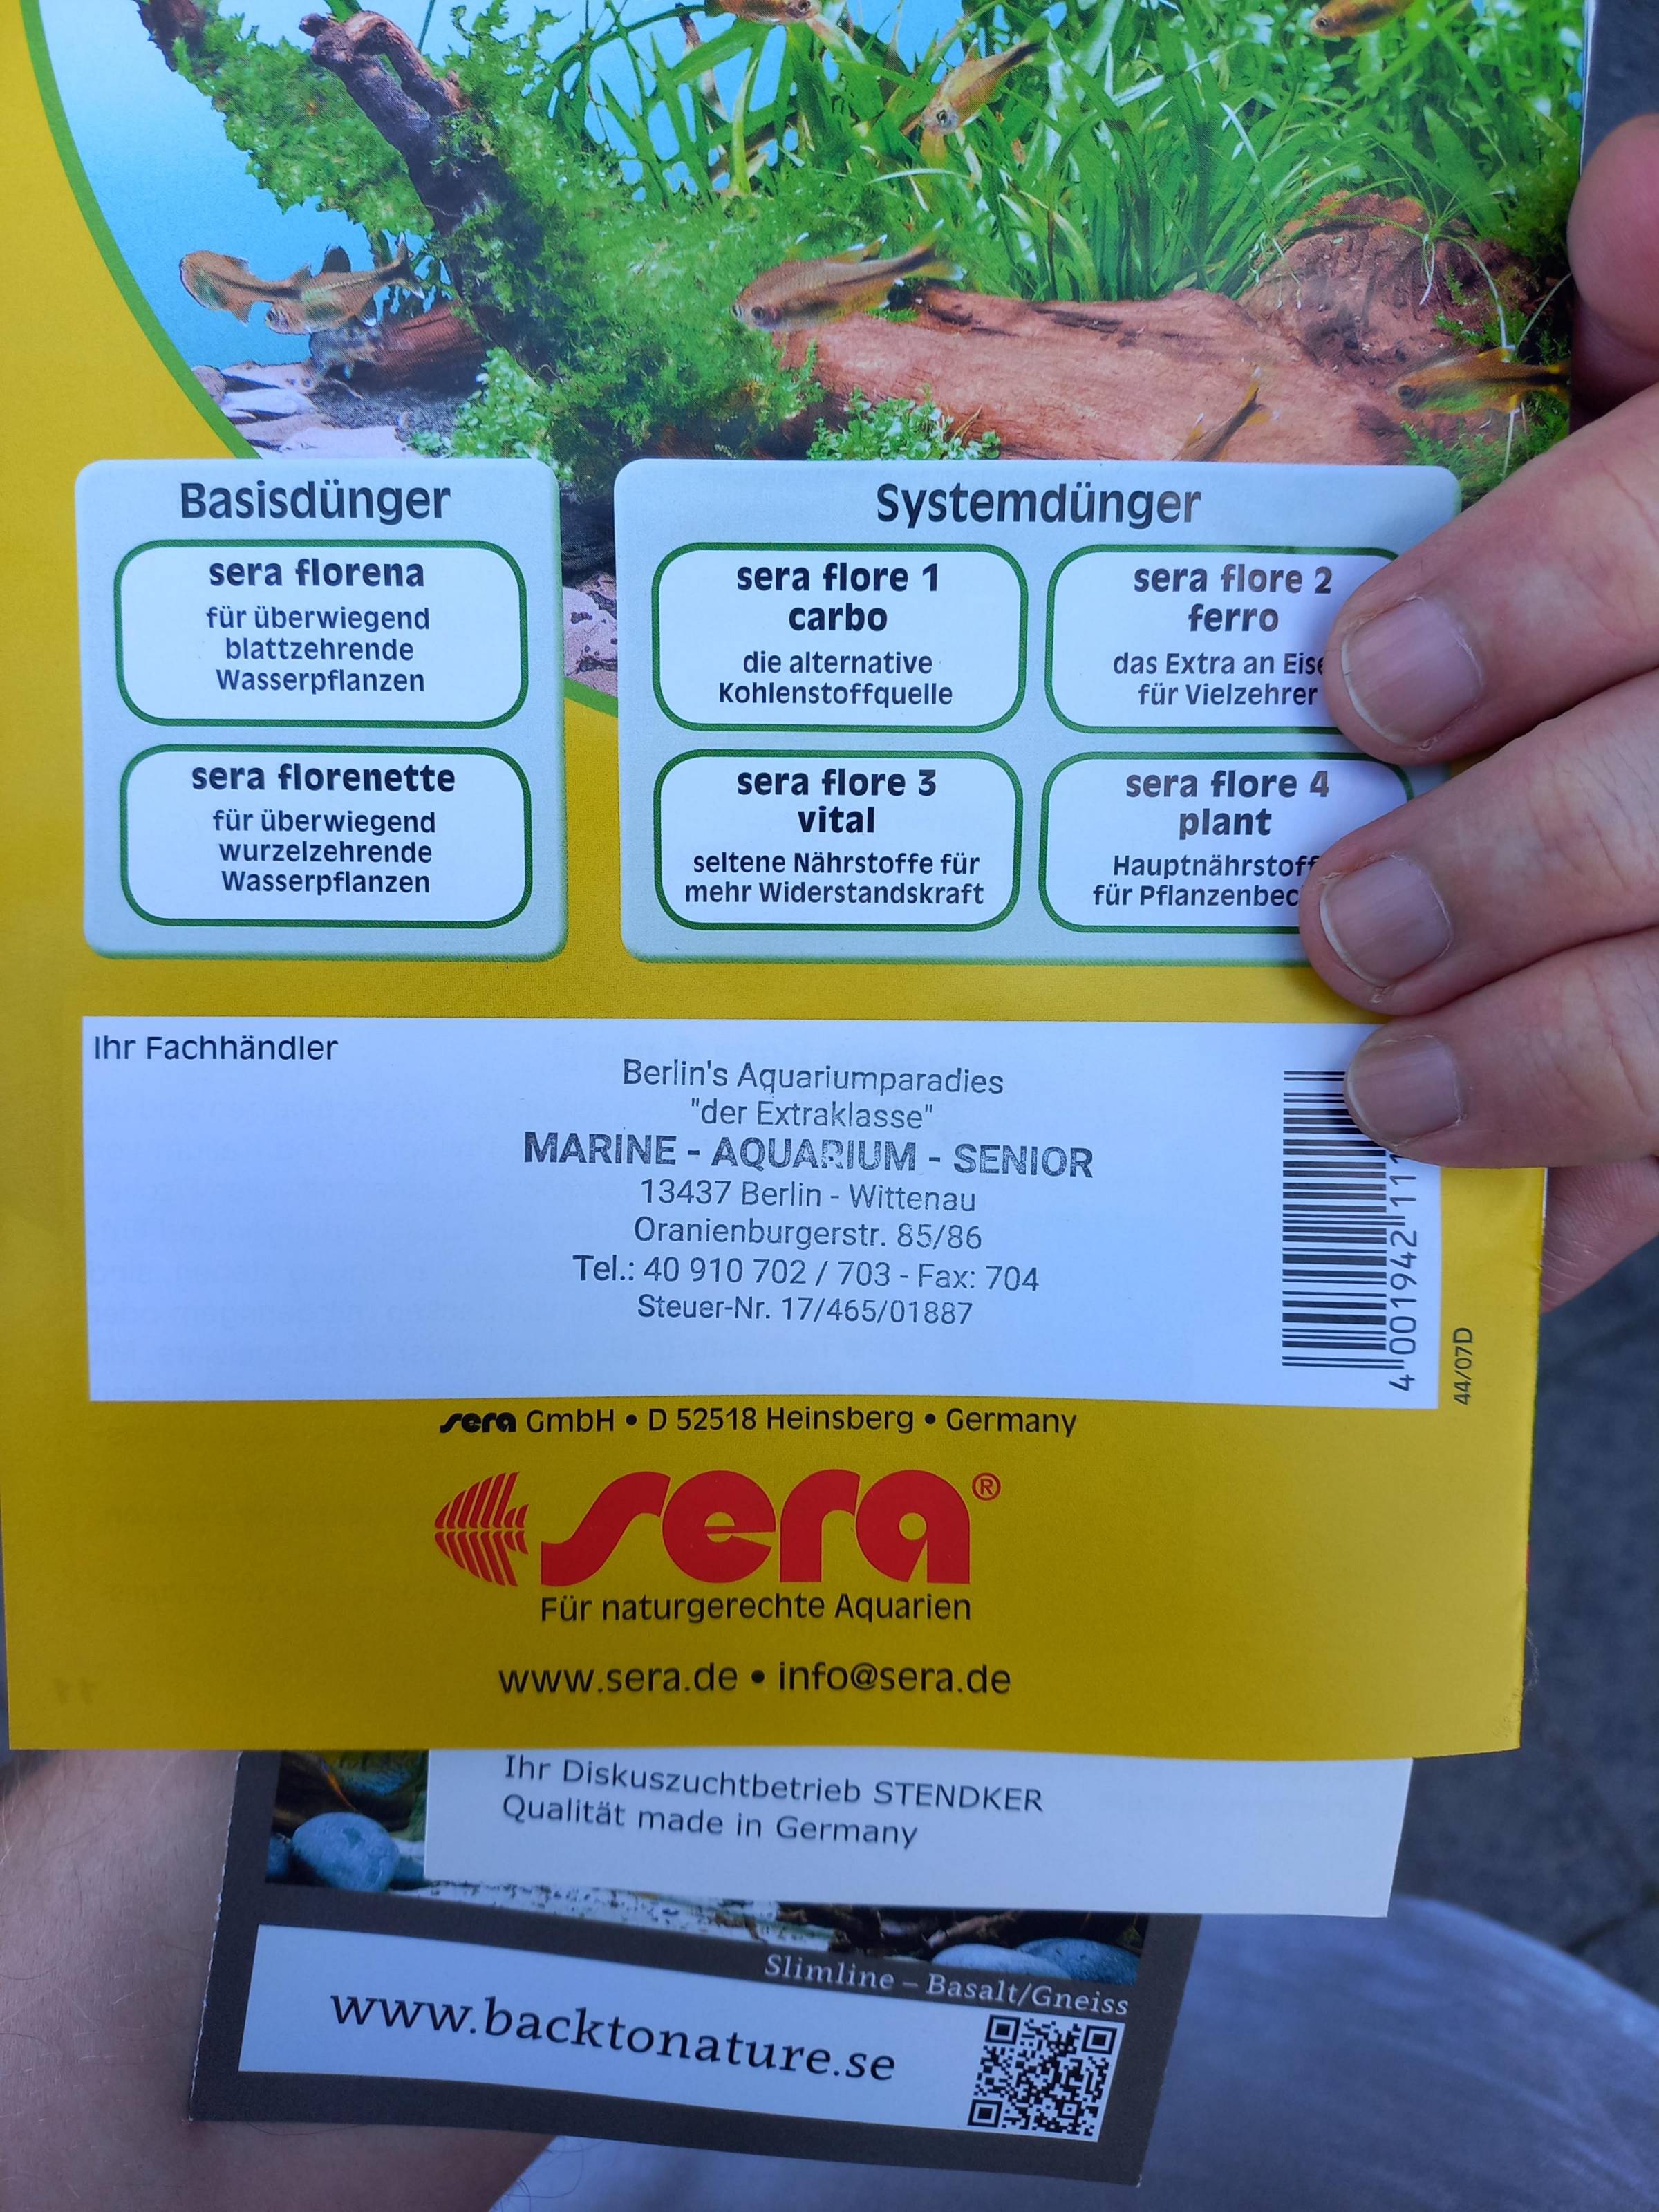 Basisdünger
sera florena
für überwiegend
blattzehrende
Wasserpflanzen
sera florenette
für überwiegend
wurzelzehrende
Wasserpflanzen
Systemdünger
sera flore 1
carbo
die alternative
Kohlenstoffquelle
sera flore 2
ferro
das Extra an
für Vielzehrer
sera flore 3
vital
seltene Nährstoffe für
mehr Widerstandskraft
sera flore 4
plant
für
Ihr Fachhändler
Berlin's Aquariumparadies
"der Extraklasse"
MARINE - AQUARIUM - SENIOR
13437 Berlin - Wittenau
Oranienburgerstr. 85/86
Tel.: 40 910 702 / 703 - Fax: 704
Steuer-Nr. 17/465/01887
4 001942
44/07D
sera GmbH • D 52518 Heinsberg • Germany
sera®
Für naturgerechte Aquarien
www.sera.de • info@sera.de
Ihr Diskuszuchtbetrieb STENDKER
Qualität made in Germany
Slimline – Basalt/Gneiss
www.backtonature.se